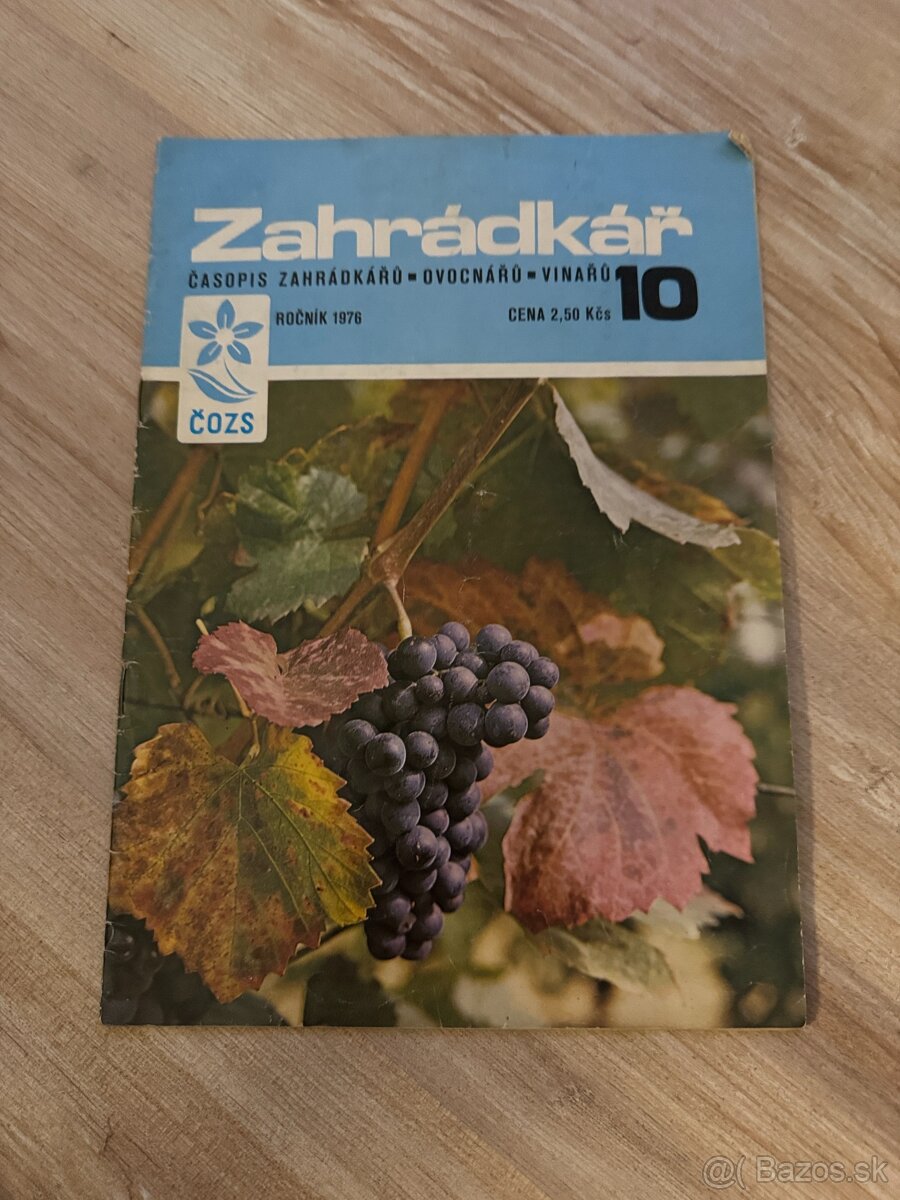 Zahrádkář
ČASOPIS ZAHRÁDKÁŘŮ ▪ OVOCNÁŘŮ ▪ VINAŘŮ 10
ROČNÍK 1976 CENA 2,50 Kčs
ČOZS
@( Bazos.sk